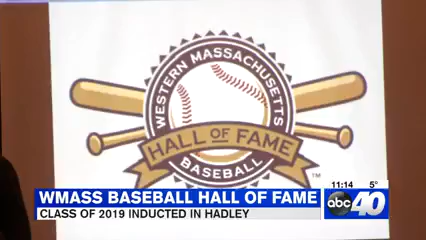 WESTERN MASSACHUSETTS
HALL OF FAME
BASEBALL
TM
WMASS BASEBALL HALL OF FAME
11:14 5°
CLASS OF 2019 INDUCTED IN HADLEY
abc 40